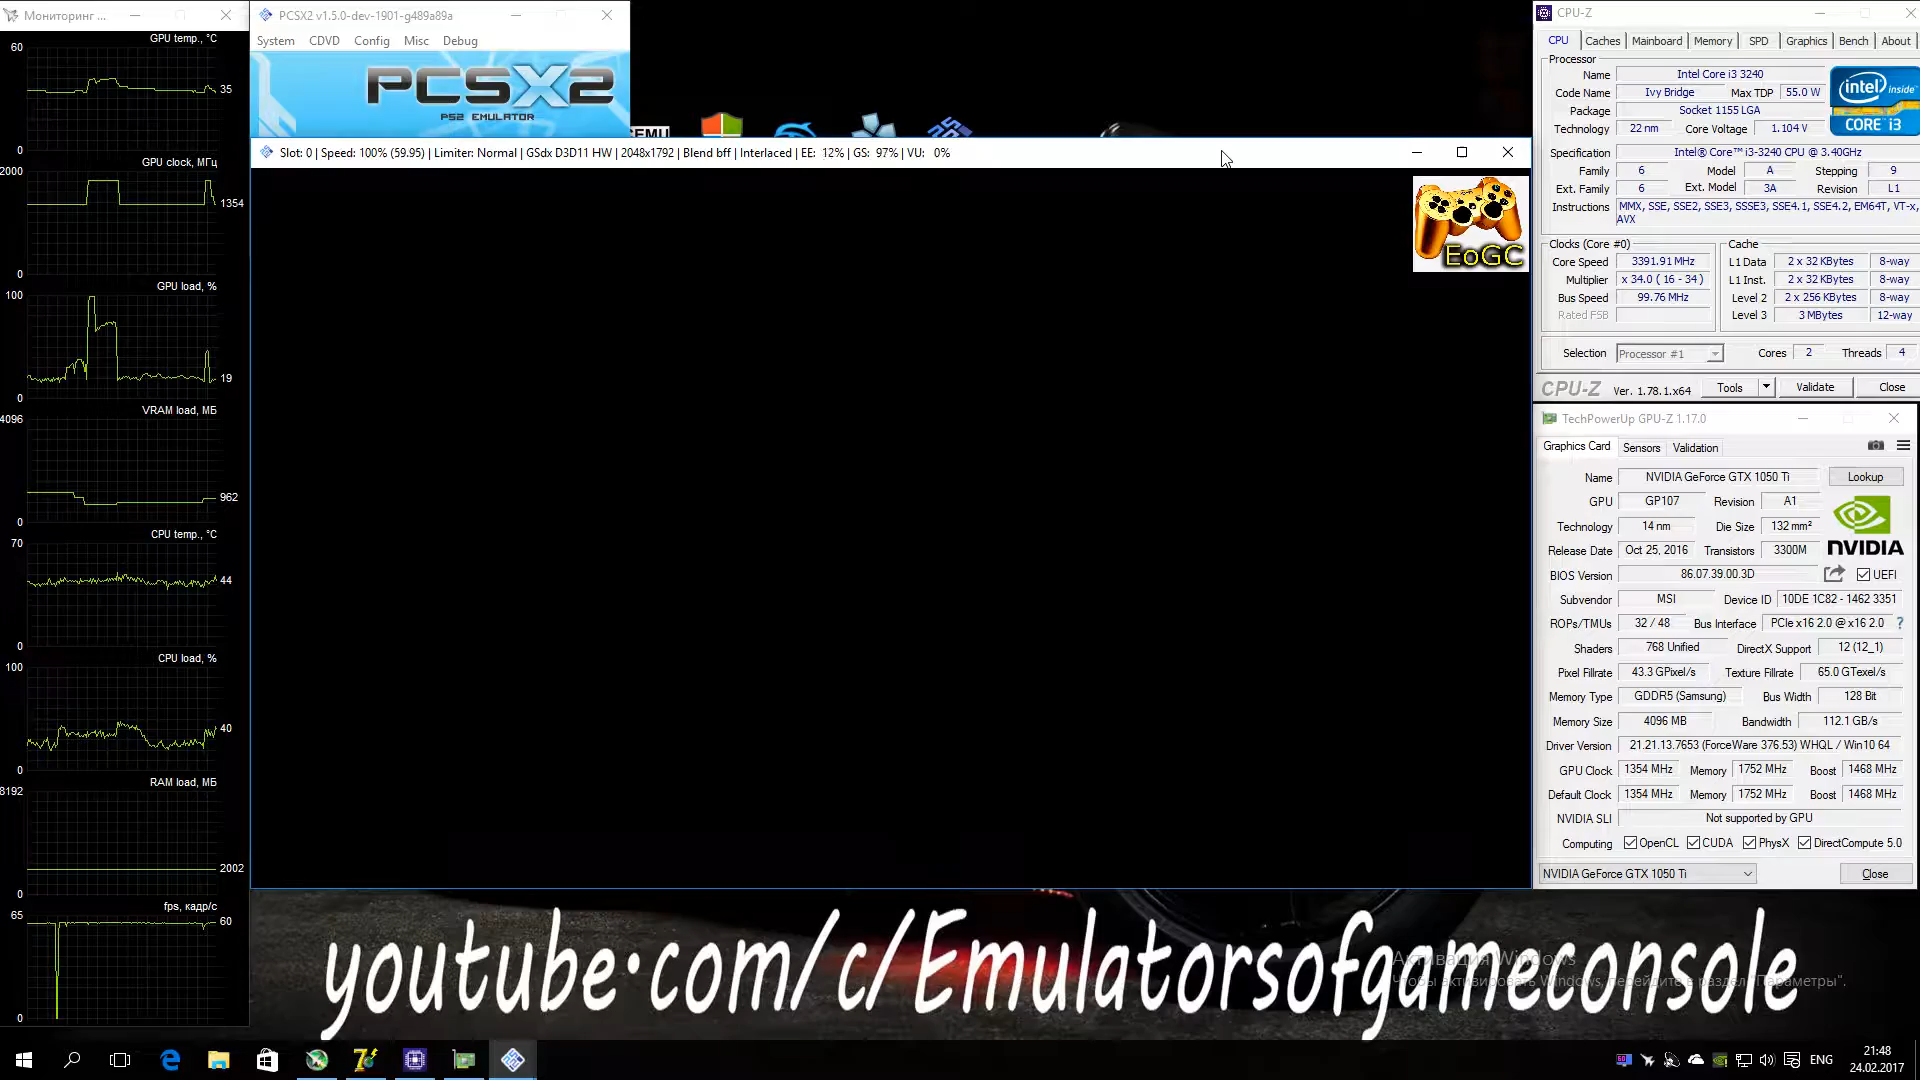 Мониторинг ...
GPU temp., °C
60
35
0
GPU clock, МГц
2000
1354
0
GPU load, %
100
19
0
VRAM load, МБ
4096
962
0
CPU temp., °C
70
44
0
CPU load, %
100
40
0
RAM load, МБ
8192
2002
0
fps, кадр/с
65
60
0
PCSX2 v1.5.0-dev-1901-g489a89a
System CDVD Config Misc Debug
PCSX2
PS2 EMULATOR
Slot: 0 | Speed: 100% (59.95) | Limiter: Normal | GSdx D3D11 HW | 2048x1792 | Blend bff | Interlaced | EE: 12% | GS: 97% | VU: 0%
EoGC
CPU-Z
CPU Caches Mainboard Memory SPD Graphics Bench About
Processor
Name Intel Core i3 3240
Code Name Ivy Bridge Max TDP 55.0 W
Package Socket 1155 LGA
Technology 22 nm Core Voltage 1.104 V
intel inside
CORE i3
Specification Intel® Core™ i3-3240 CPU @ 3.40GHz
Family 6 Model A Stepping 9
Ext. Family 6 Ext. Model 3A Revision L1
Instructions MMX, SSE, SSE2, SSE3, SSSE3, SSE4.1, SSE4.2, EM64T, VT-x, AVX
Clocks (Core #0)
Core Speed 3391.91 MHz
Multiplier x 34.0 ( 16 - 34 )
Bus Speed 99.76 MHz
Rated FSB
Cache
L1 Data 2 x 32 KBytes 8-way
L1 Inst. 2 x 32 KBytes 8-way
Level 2 2 x 256 KBytes 8-way
Level 3 3 MBytes 12-way
Selection Processor #1 Cores 2 Threads 4
CPU-Z Ver. 1.78.1.x64 Tools Validate Close
TechPowerUp GPU-Z 1.17.0
Graphics Card Sensors Validation
Name NVIDIA GeForce GTX 1050 Ti Lookup
GPU GP107 Revision A1
Technology 14 nm Die Size 132 mm²
Release Date Oct 25, 2016 Transistors 3300M
NVIDIA
BIOS Version 86.07.39.00.3D UEFI
Subvendor MSI Device ID 10DE 1C82 - 1462 3351
ROPs/TMUs 32 / 48 Bus Interface PCIe x16 2.0 @ x16 2.0 ?
Shaders 768 Unified DirectX Support 12 (12_1)
Pixel Fillrate 43.3 GPixel/s Texture Fillrate 65.0 GTexel/s
Memory Type GDDR5 (Samsung) Bus Width 128 Bit
Memory Size 4096 MB Bandwidth 112.1 GB/s
Driver Version 21.21.13.7653 (ForceWare 376.53) WHQL / Win10 64
GPU Clock 1354 MHz Memory 1752 MHz Boost 1468 MHz
Default Clock 1354 MHz Memory 1752 MHz Boost 1468 MHz
NVIDIA SLI Not supported by GPU
Computing OpenCL CUDA PhysX DirectCompute 5.0
NVIDIA GeForce GTX 1050 Ti Close
youtube.com/c/Emulatorsofgameconsole
Активация Windows
Чтобы активировать Windows, перейдите в раздел "Параметры".
ENG
21:48
24.02.2017